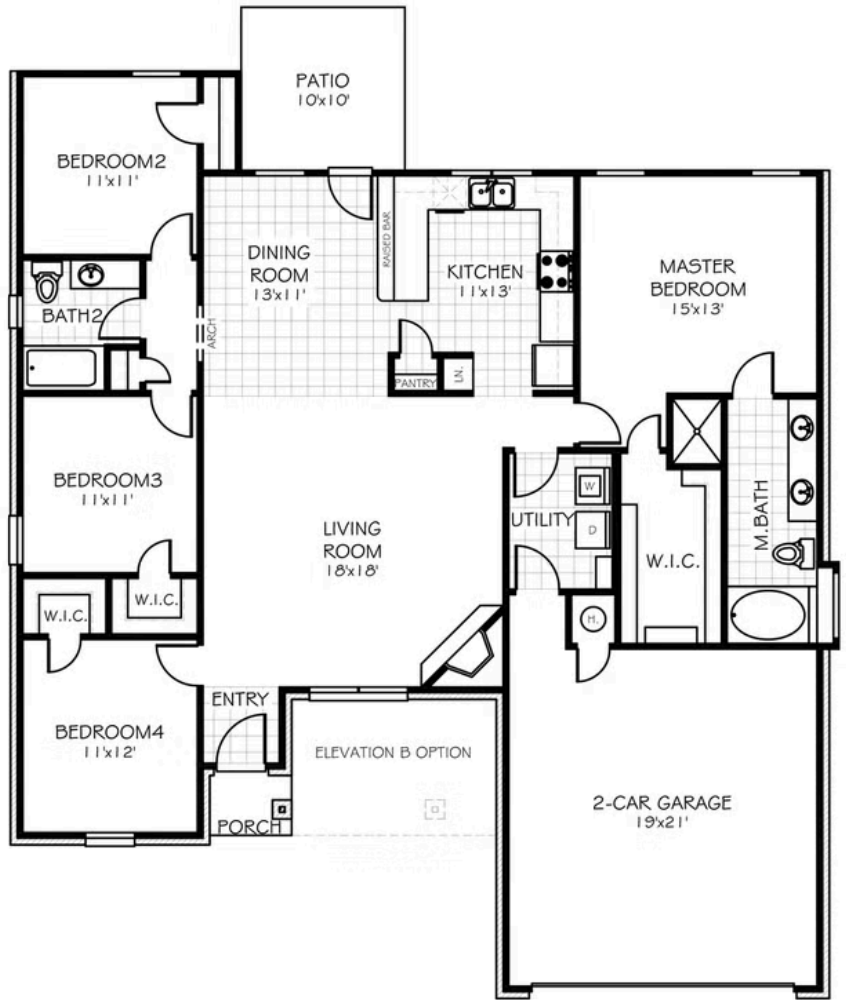 PATIO
10'x10'
BEDROOM2
11'x11'
DINING
ROOM
13'x11'
RAISED BAR
KITCHEN
11'x13'
MASTER
BEDROOM
15'x13'
BATH2
ARCH
PANTRY
LN.
BEDROOM3
11'x11'
LIVING
ROOM
18'x18'
UTILITY
W
D
W.I.C.
M.BATH
W.I.C.
W.I.C.
H.
ENTRY
BEDROOM4
11'x12'
ELEVATION B OPTION
PORCH
2-CAR GARAGE
19'x21'